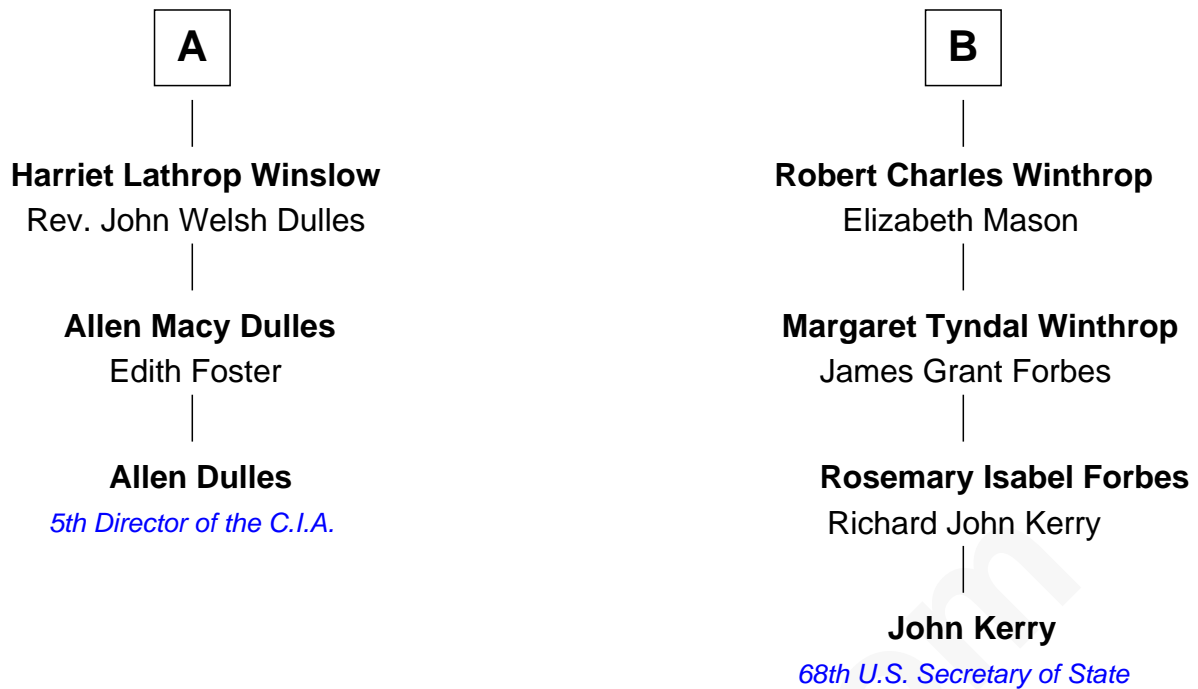 A
Harriet Lathrop Winslow
Rev. John Welsh Dulles
Allen Macy Dulles
Edith Foster
Allen Dulles
5th Director of the C.I.A.
B
Robert Charles Winthrop
Elizabeth Mason
Margaret Tyndal Winthrop
James Grant Forbes
Rosemary Isabel Forbes
Richard John Kerry
John Kerry
68th U.S. Secretary of State